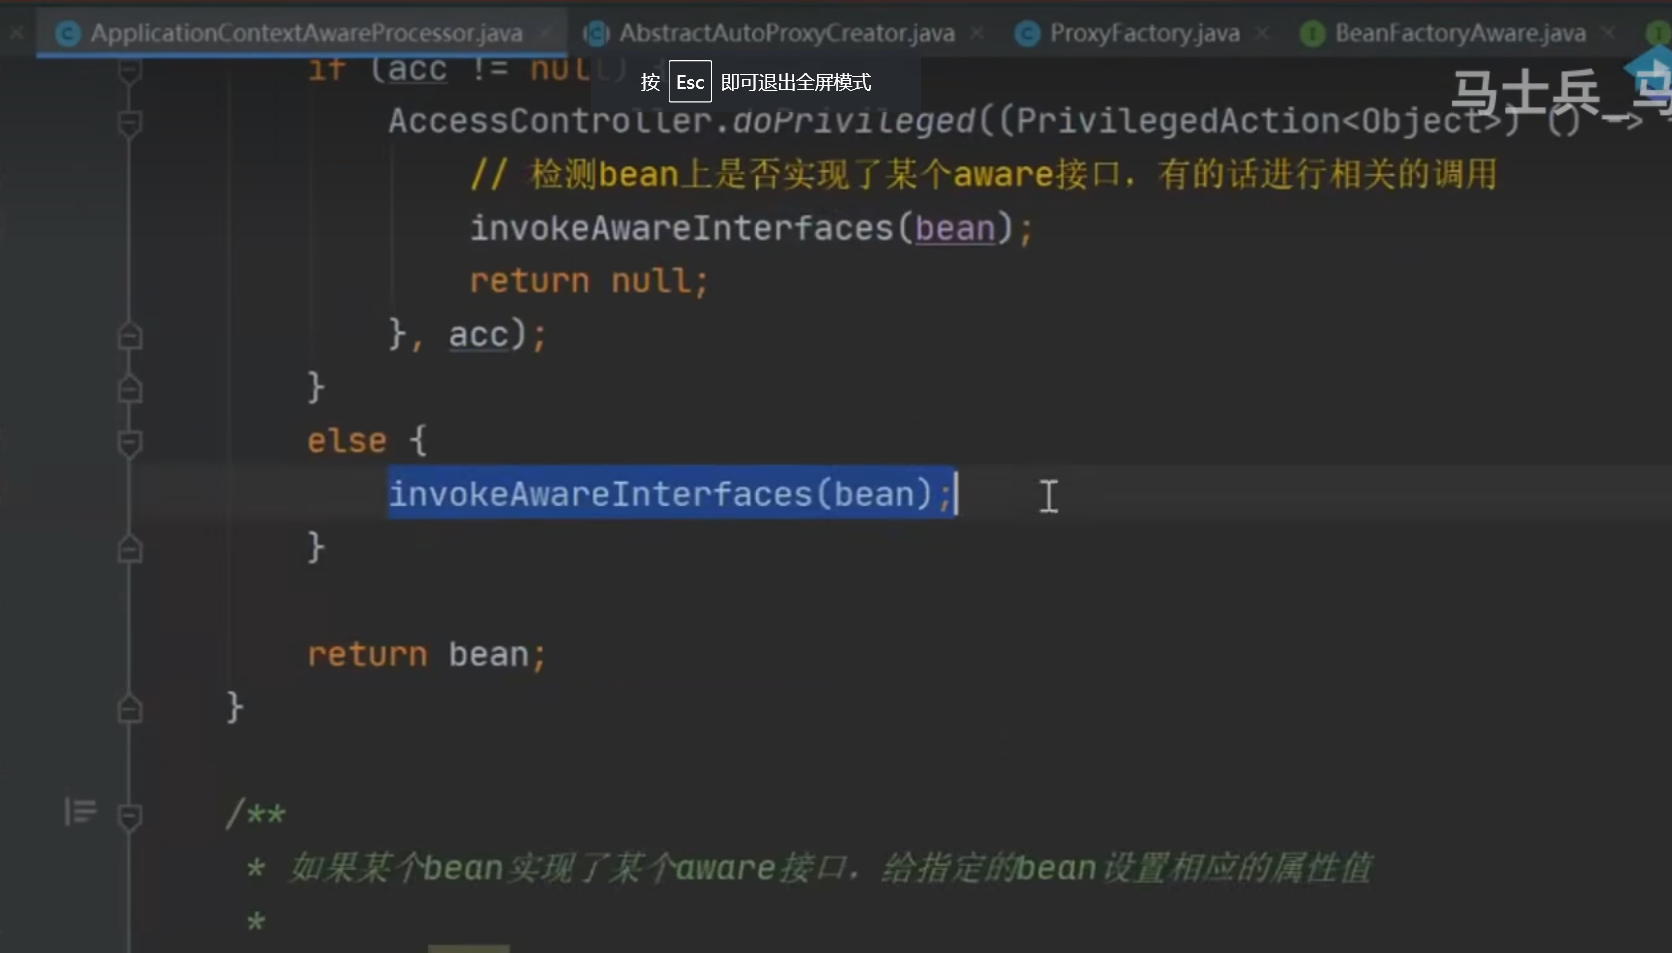 ApplicationContextAwareProcessor.java AbstractAutoProxyCreator.java ProxyFactory.java BeanFactoryAware.java
if (acc != null) {
按 Esc 即可退出全屏模式
马士兵_马
AccessController.doPrivileged((PrivilegedAction<Object>) () ->
// 检测bean上是否实现了某个aware接口，有的话进行相关的调用
invokeAwareInterfaces(bean);
return null;
}, acc);
}
else {
invokeAwareInterfaces(bean);
}
return bean;
}
/**
* 如果某个bean实现了某个aware接口，给指定的bean设置相应的属性值
*